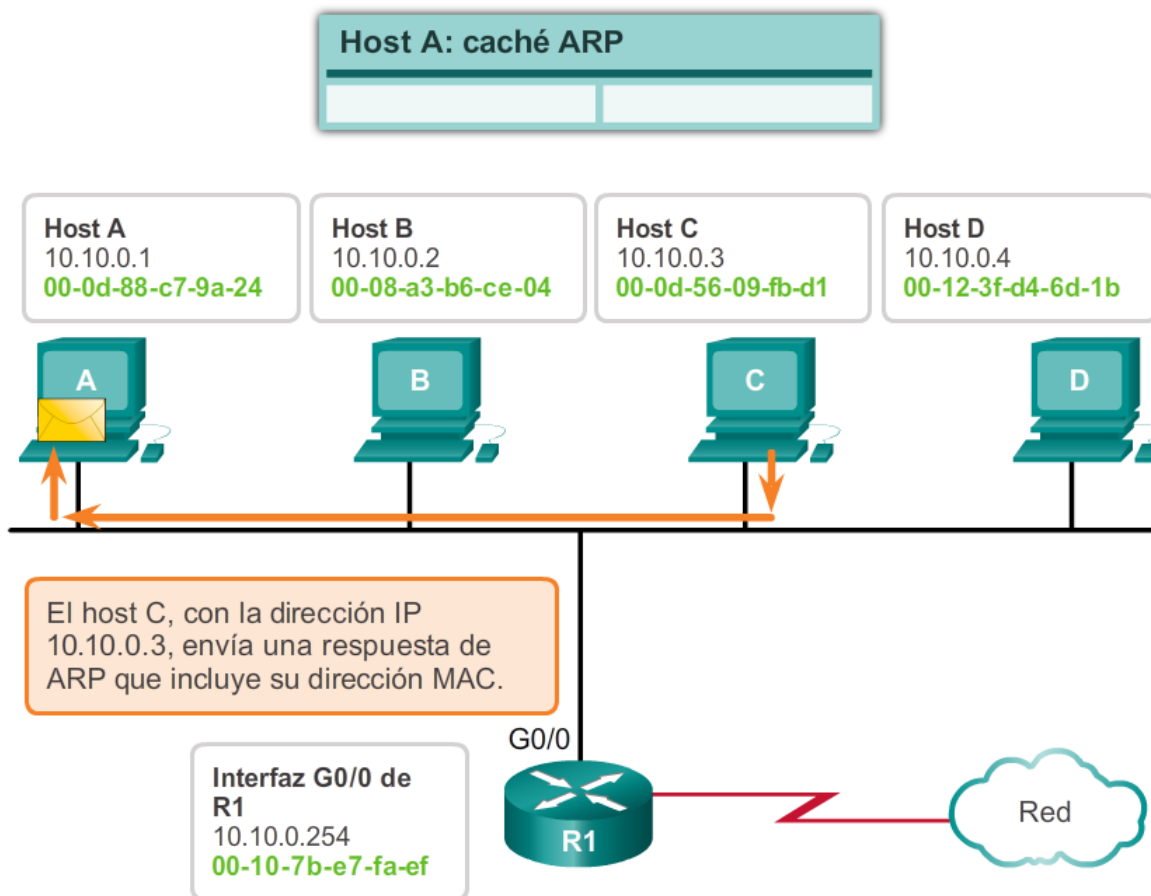 Host A: caché ARP
Host A
10.10.0.1
00-0d-88-c7-9a-24
Host B
10.10.0.2
00-08-a3-b6-ce-04
Host C
10.10.0.3
00-0d-56-09-fb-d1
Host D
10.10.0.4
00-12-3f-d4-6d-1b
A
B
C
D
El host C, con la dirección IP
10.10.0.3, envía una respuesta de
ARP que incluye su dirección MAC.
G0/0
Interfaz G0/0 de
R1
10.10.0.254
00-10-7b-e7-fa-ef
R1
Red